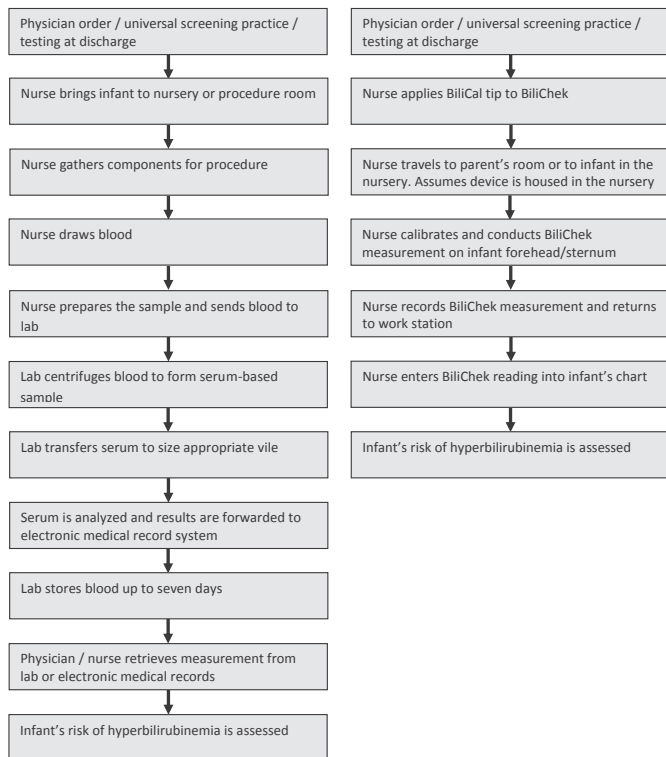 Physician order / universal screening practice /
testing at discharge
Nurse brings infant to nursery or procedure room
Nurse gathers components for procedure
Nurse draws blood
Nurse prepares the sample and sends blood to
lab
Lab centrifuges blood to form serum-based
sample
Lab transfers serum to size appropriate vile
Serum is analyzed and results are forwarded to
electronic medical record system
Lab stores blood up to seven days
Physician / nurse retrieves measurement from
lab or electronic medical records
Infant's risk of hyperbilirubinemia is assessed
Physician order / universal screening practice /
testing at discharge
Nurse applies BiliCal tip to BiliChek
Nurse travels to parent's room or to infant in the
nursery. Assumes device is housed in the nursery
Nurse calibrates and conducts BiliChek
measurement on infant forehead/sternum
Nurse records BiliChek measurement and returns
to work station
Nurse enters BiliChek reading into infant's chart
Infant's risk of hyperbilirubinemia is assessed